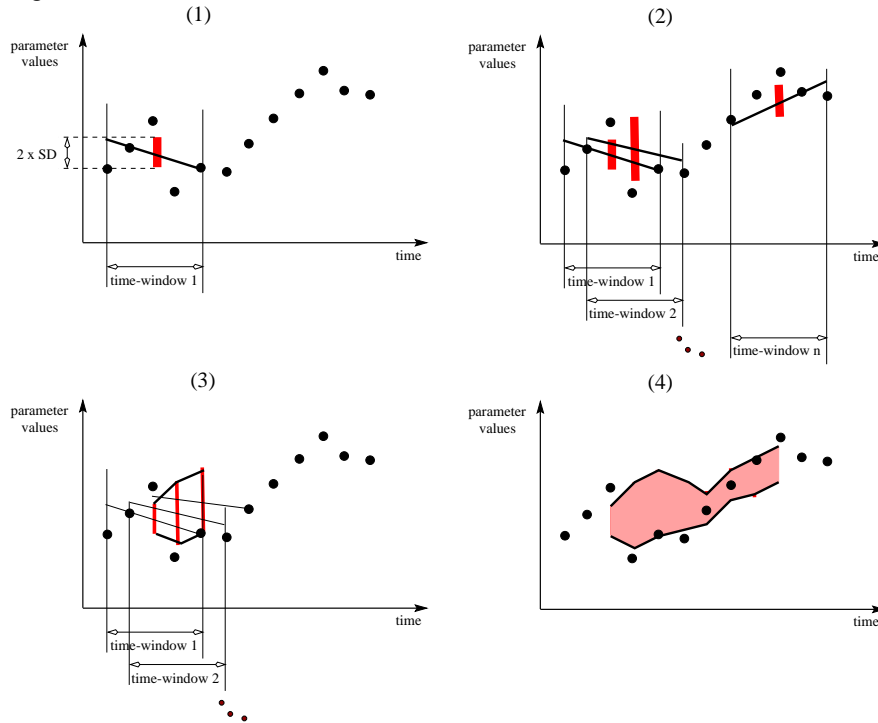 (1)
parameter
values
2 x SD
time
time-window 1
(2)
parameter
values
time
time-window 1
time-window 2
time-window n
(3)
parameter
values
time
time-window 1
time-window 2
(4)
parameter
values
time